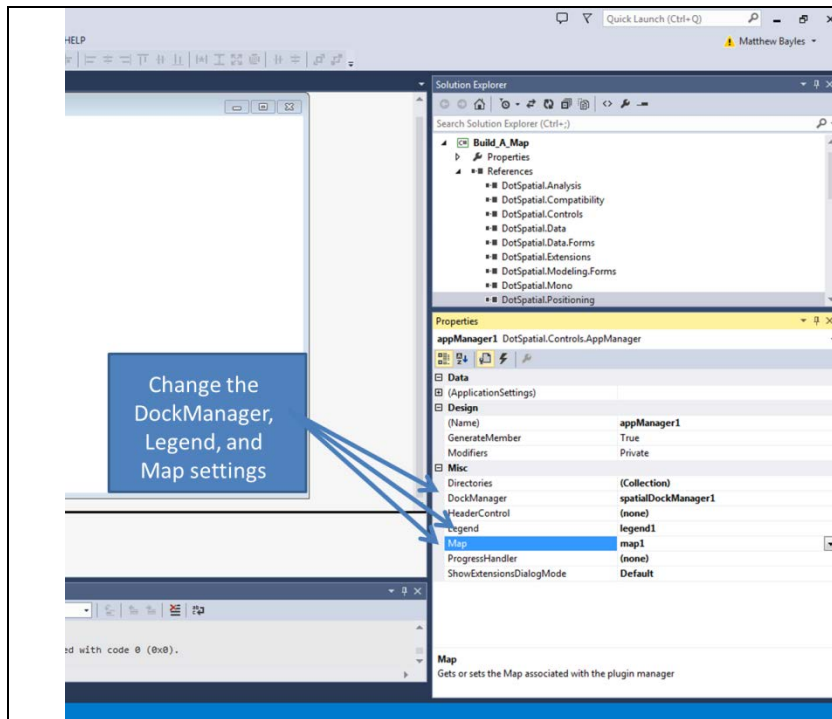 Quick Launch (Ctrl+Q)
HELP
Matthew Bayles
Solution Explorer
Search Solution Explorer (Ctrl+;)
C#
Build_A_Map
Properties
References
DotSpatial.Analysis
DotSpatial.Compatibility
DotSpatial.Controls
DotSpatial.Data
DotSpatial.Data.Forms
DotSpatial.Extensions
DotSpatial.Modeling.Forms
DotSpatial.Mono
DotSpatial.Positioning
Properties
appManager1 DotSpatial.Controls.AppManager
Data
(ApplicationSettings)
Design
(Name) appManager1
GenerateMember True
Modifiers Private
Misc
Directories (Collection)
DockManager spatialDockManager1
HeaderControl (none)
Legend legend1
Map map1
ProgressHandler (none)
ShowExtensionsDialogMode Default
Change the
DockManager,
Legend, and
Map settings
ed with code 0 (0x0).
Map
Gets or sets the Map associated with the plugin manager